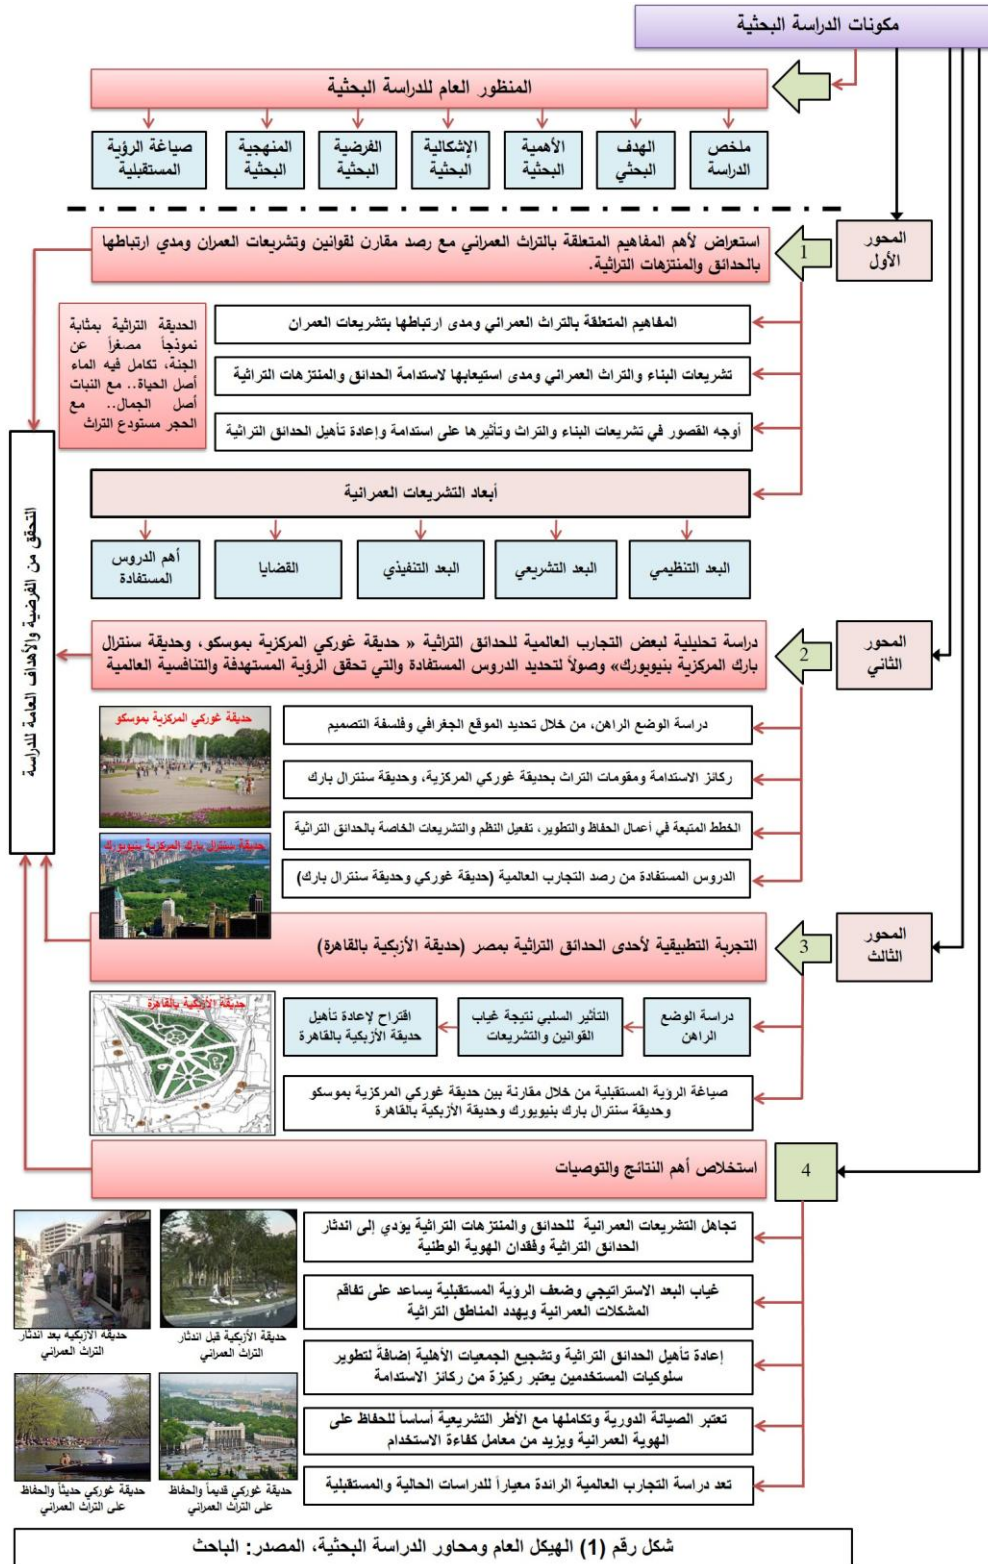 مكونات الدراسة البحثية
المنظور العام للدراسة البحثية
ملخص
الدراسة
الهدف
البحثي
الأهمية
البحثية
الإشكالية
البحثية
الفرضية
البحثية
المنهجية
البحثية
صياغة الرؤية
المستقبلية
المحور
الأول
1
استعراض لأهم المفاهيم المتعلقة بالتراث العمراني مع رصد مقارن لقوانين وتشريعات العمران ومدي ارتباطها
بالحدائق والمنتزهات التراثية.
المفاهيم المتعلقة بالتراث العمراني ومدى ارتباطها بتشريعات العمران
تشريعات البناء والتراث العمراني ومدى استيعابها لاستدامة الحدائق والمنتزهات التراثية
أوجه القصور في تشريعات البناء والتراث وتأثيرها على استدامة وإعادة تأهيل الحدائق التراثية
الحديقة التراثية بمثابة
نموذجاً مصغراً عن
الجنة، تكامل فيه الماء
أصل الحياة.. مع النبات
أصل الجمال.. مع
الحجر مستودع التراث
أبعاد التشريعات العمرانية
البعد التنظيمي
البعد التشريعي
البعد التنفيذي
القضايا
أهم الدروس
المستفادة
التحقق من الفرضية والأهداف العامة للدراسة
المحور
الثاني
2
دراسة تحليلية لبعض التجارب العالمية للحدائق التراثية « حديقة غوركي المركزية بموسكو، وحديقة سنترال
بارك المركزية بنيويورك» وصولاً لتحديد الدروس المستفادة والتي تحقق الرؤية المستهدفة والتنافسية العالمية
دراسة الوضع الراهن، من خلال تحديد الموقع الجغرافي وفلسفة التصميم
ركائز الاستدامة ومقومات التراث بحديقة غوركي المركزية، وحديقة سنترال بارك
الخطط المتبعة في أعمال الحفاظ والتطوير، تفعيل النظم والتشريعات الخاصة بالحدائق التراثية
الدروس المستفادة من رصد التجارب العالمية (حديقة غوركي وحديقة سنترال بارك)
حديقة غوركي المركزية بموسكو
حديقة سنترال بارك المركزية بنيويورك
المحور
الثالث
3
التجربة التطبيقية لأحدى الحدائق التراثية بمصر (حديقة الأزبكية بالقاهرة)
دراسة الوضع
الراهن
التأثير السلبي نتيجة غياب
القوانين والتشريعات
اقتراح لإعادة تأهيل
حديقة الأزبكية بالقاهرة
حديقة الأزبكية بالقاهرة
صياغة الرؤية المستقبلية من خلال مقارنة بين حديقة غوركي المركزية بموسكو
وحديقة سنترال بارك بنيويورك وحديقة الأزبكية بالقاهرة
4
استخلاص أهم النتائج والتوصيات
تجاهل التشريعات العمرانية للحدائق والمنتزهات التراثية يؤدي إلى اندثار
الحدائق التراثية وفقدان الهوية الوطنية
غياب البعد الاستراتيجي وضعف الرؤية المستقبلية يساعد على تفاقم
المشكلات العمرانية ويهدد المناطق التراثية
إعادة تأهيل الحدائق التراثية وتشجيع الجمعيات الأهلية إضافةً لتطوير
سلوكيات المستخدمين يعتبر ركيزة من ركائز الاستدامة
تعتبر الصيانة الدورية وتكاملها مع الأطر التشريعية أساساً للحفاظ على
الهوية العمرانية ويزيد من معامل كفاءة الاستخدام
تعد دراسة التجارب العالمية الرائدة معياراً للدراسات الحالية والمستقبلية
حديقة الأزبكية قبل اندثار
التراث العمراني
حديقة الأزبكية بعد اندثار
التراث العمراني
حديقة غوركي قديماً والحفاظ
على التراث العمراني
حديقة غوركي حديثاً والحفاظ
على التراث العمراني
شكل رقم (1) الهيكل العام ومحاور الدراسة البحثية، المصدر: الباحث